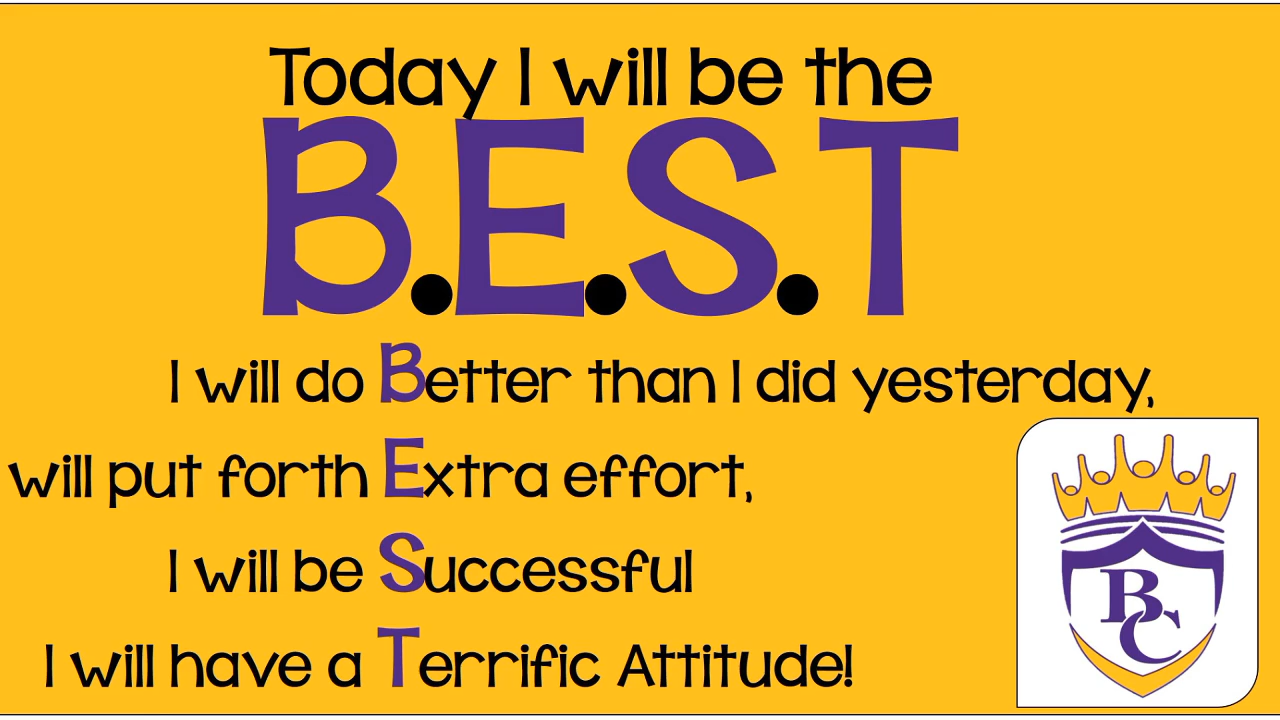 Today I will be the
B.E.S.T
I will do Better than I did yesterday,
will put forth Extra effort,
I will be Successful
I will have a Terrific Attitude!
BC